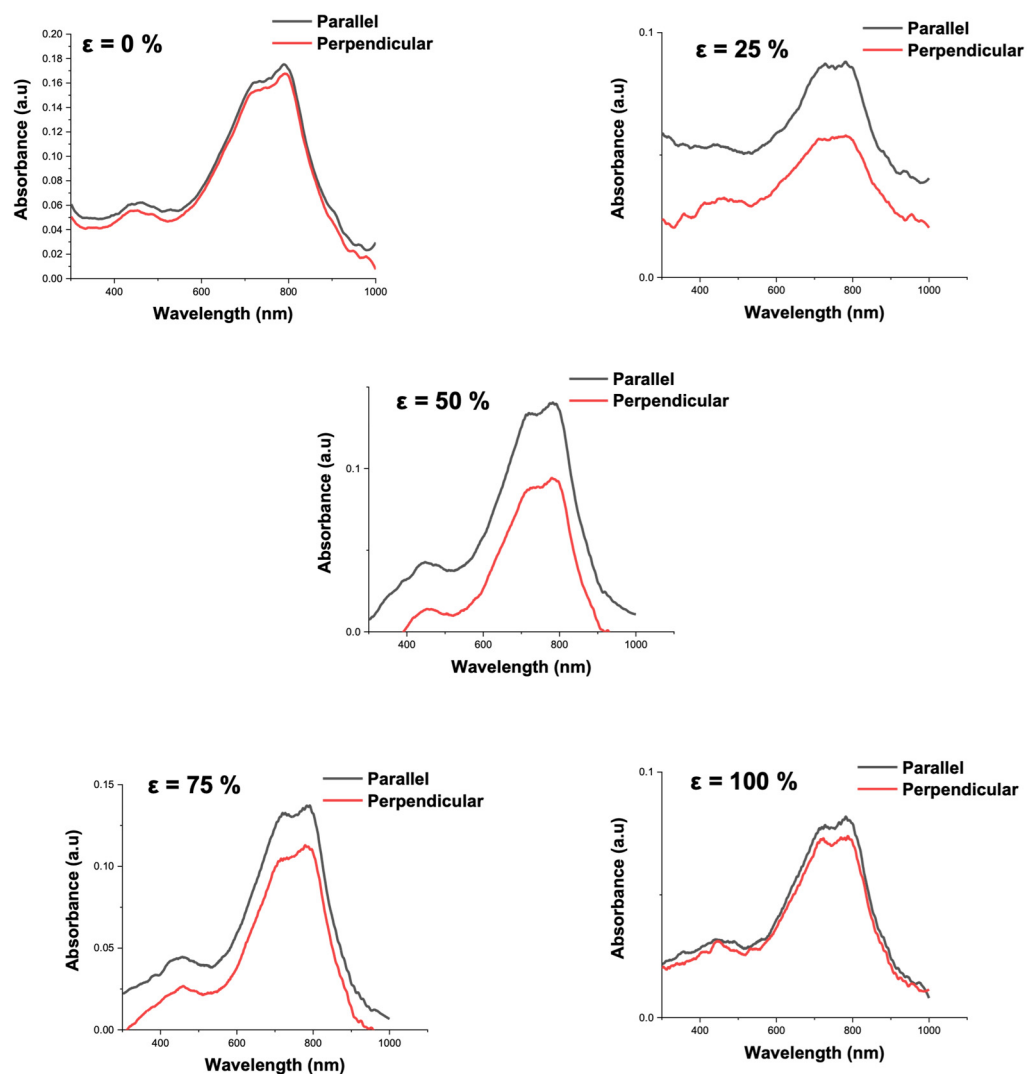 Parallel
Perpendicular
ε = 0 %
0.20
0.18
0.16
0.14
0.12
0.10
0.08
0.06
0.04
0.02
0.00
400
600
800
1000
Absorbance (a.u)
Wavelength (nm)
Parallel
Perpendicular
ε = 25 %
0.1
0.0
400
600
800
1000
Absorbance (a.u)
Wavelength (nm)
Parallel
Perpendicular
ε = 50 %
0.1
0.0
400
600
800
1000
Absorbance (a.u)
Wavelength (nm)
Parallel
Perpendicular
ε = 75 %
0.15
0.10
0.05
0.00
400
600
800
1000
Absorbance (a.u)
Wavelength (nm)
Parallel
Perpendicular
ε = 100 %
0.1
0.0
400
600
800
1000
Absorbance (a.u)
Wavelength (nm)